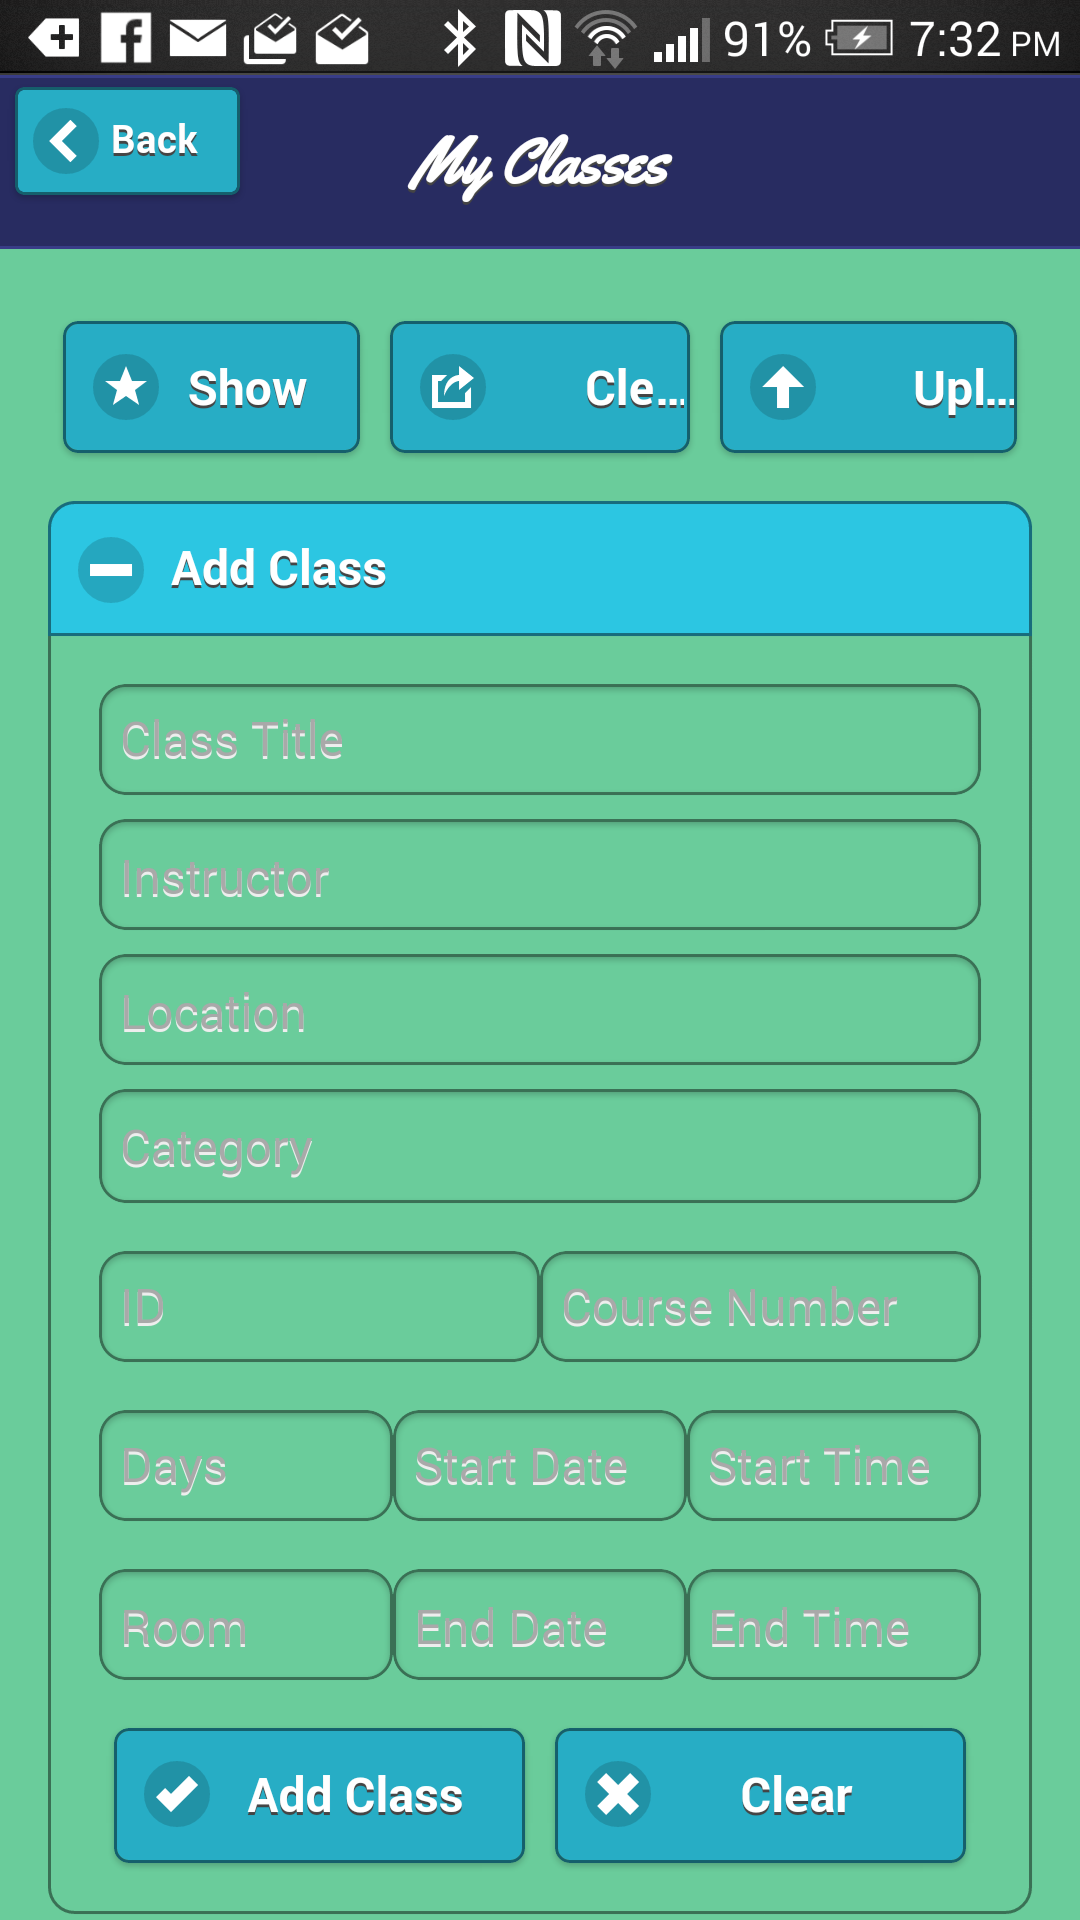 91% 7:32 PM
Back
My Classes
Show Cle... Upl...
Add Class
Class Title
Instructor
Location
Category
ID Course Number
Days Start Date Start Time
Room End Date End Time
Add Class Clear